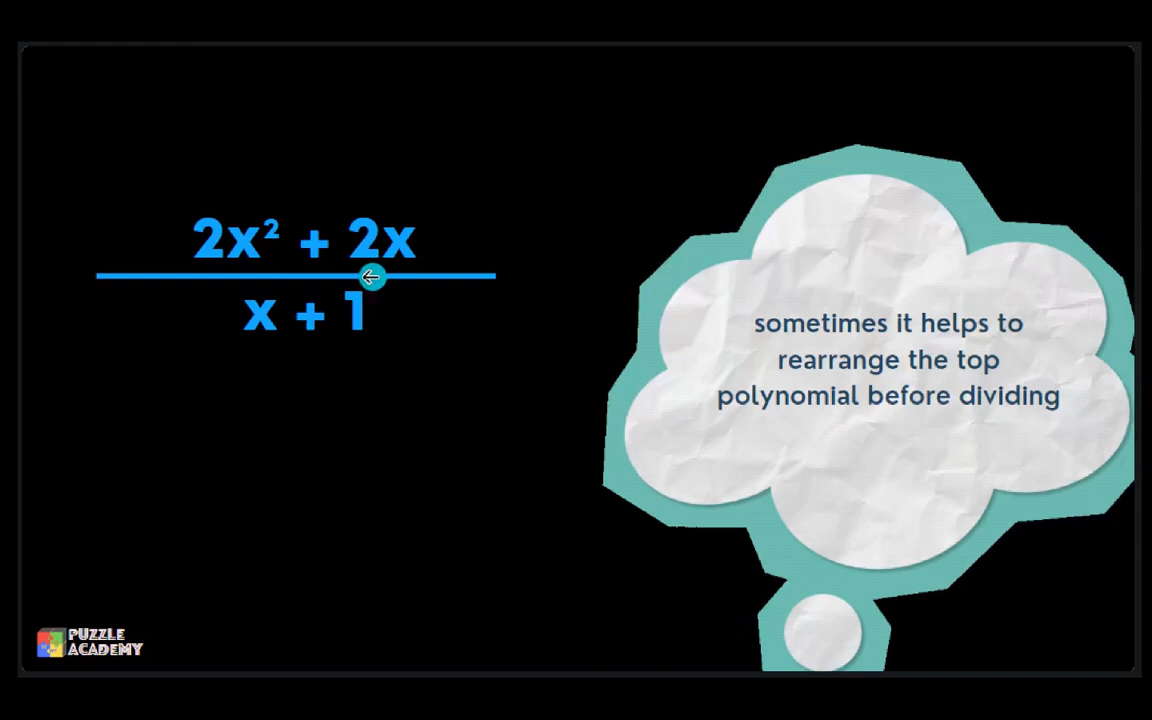 2x² + 2x
x + 1
sometimes it helps to
rearrange the top
polynomial before dividing
PUZZLE
ACADEMY